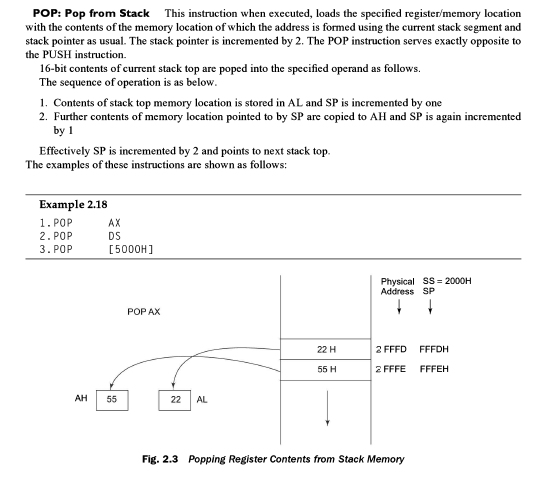 POP: Pop from Stack This instruction when executed, loads the specified register/memory location
with the contents of the memory location of which the address is formed using the current stack segment and
stack pointer as usual. The stack pointer is incremented by 2. The POP instruction serves exactly opposite to
the PUSH instruction.
16-bit contents of current stack top are poped into the specified operand as follows.
The sequence of operation is as below.
1. Contents of stack top memory location is stored in AL and SP is incremented by one
2. Further contents of memory location pointed to by SP are copied to AH and SP is again incremented
by 1
Effectively SP is incremented by 2 and points to next stack top.
The examples of these instructions are shown as follows:
Example 2.18
1. POP AX
2. POP DS
3. POP [5000H]
Physical SS = 2000H
Address SP
POP AX
22 H 2 FFFD FFFDH
55 H 2 FFFE FFFEH
AH 55 22 AL
Fig. 2.3 Popping Register Contents from Stack Memory